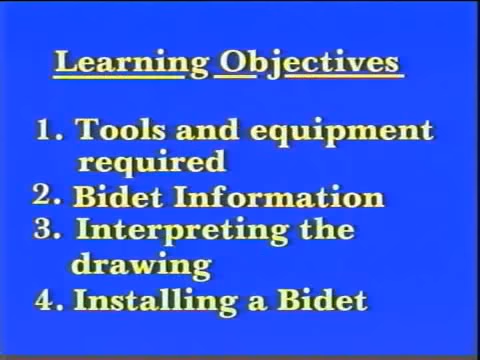 Learning Objectives
1. Tools and equipment
required
2. Bidet Information
3. Interpreting the
drawing
4. Installing a Bidet